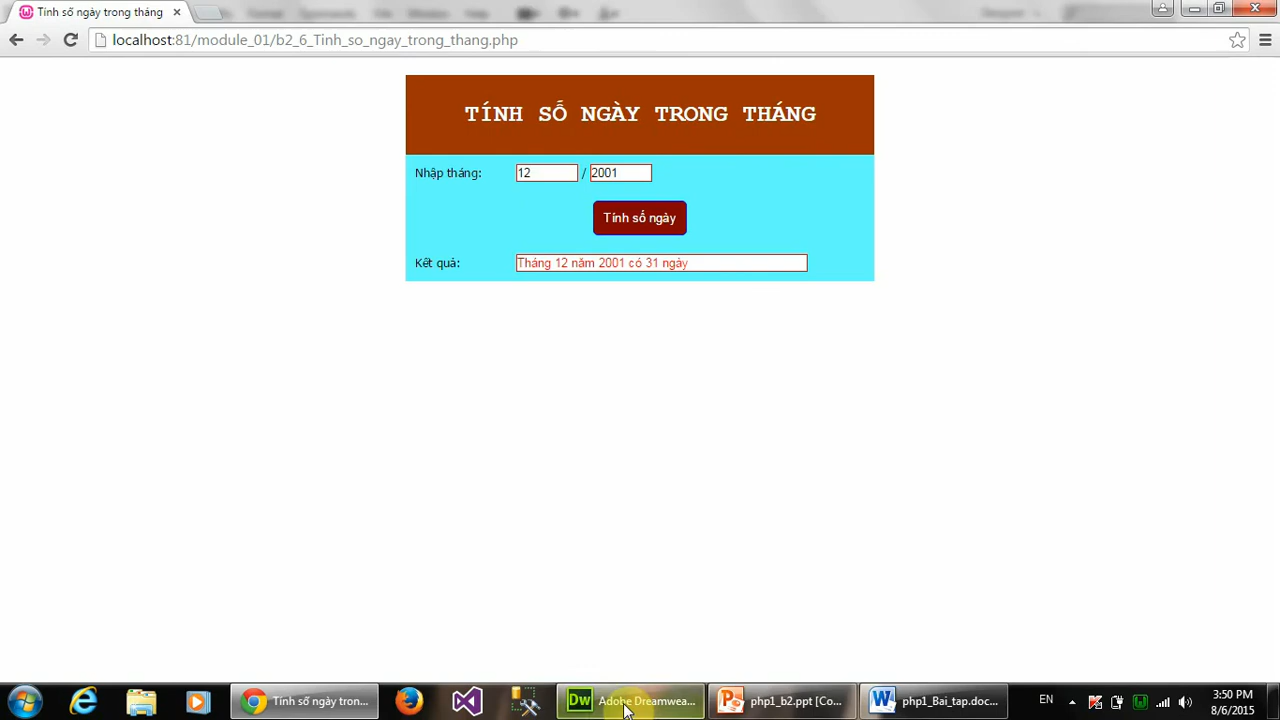 Tính số ngày trong tháng
localhost:81/module_01/b2_6_Tinh_so_ngay_trong_thang.php
TÍNH SỐ NGÀY TRONG THÁNG
Nhập tháng: 12 / 2001
Tính số ngày
Kết quả: Tháng 12 năm 2001 có 31 ngày
Tính số ngày tron... Dw Adobe Dreamwea... php1_b2.ppt [Co... php1_Bai_tap.doc... EN 3:50 PM
8/6/2015